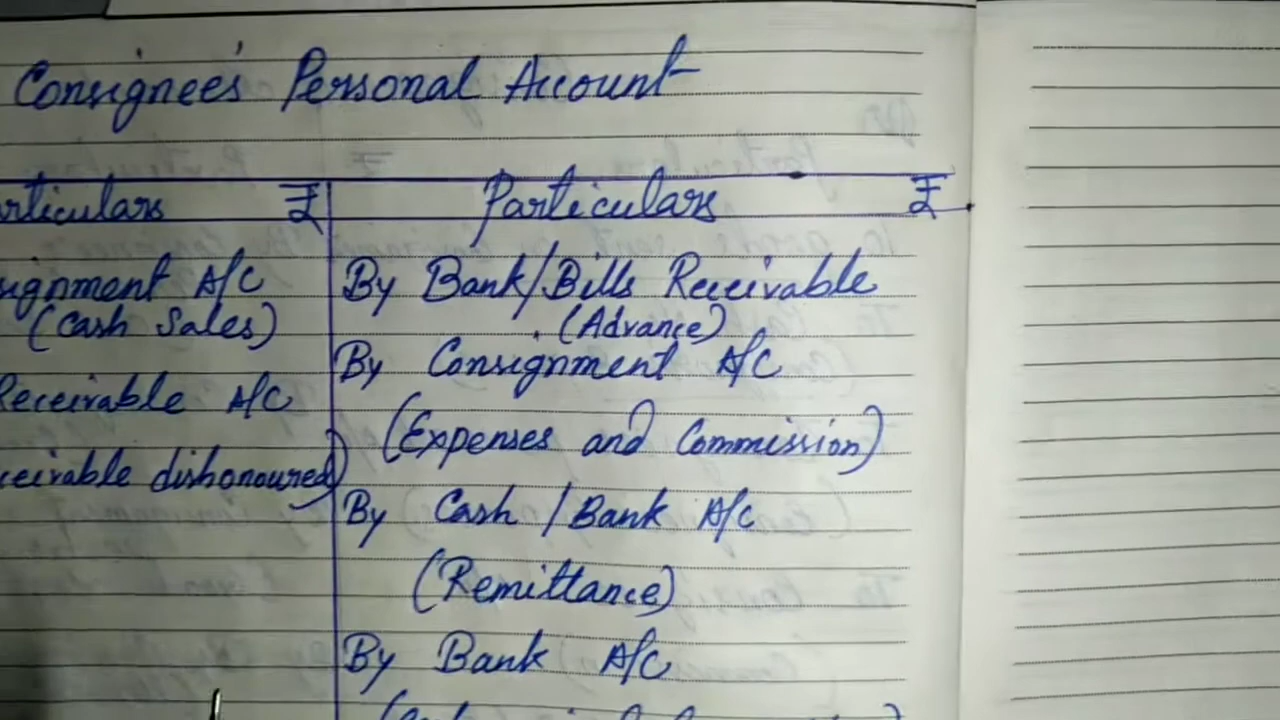 Consignee's Personal Account
rticulars ₹ Particulars ₹
ignment A/C
(Cash Sales)
Receivable A/C
ceivable dishonoured)
By Bank/Bills Receivable
(Advance)
By Consignment A/C
(Expenses and Commission)
By Cash / Bank A/C
(Remittance)
By Bank A/C